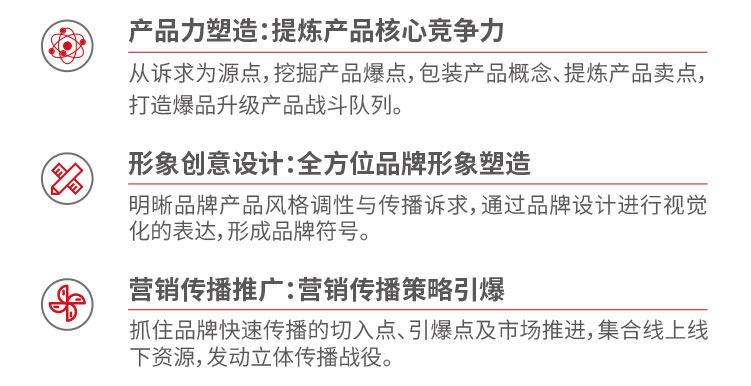 产品力塑造：提炼产品核心竞争力
从诉求为源点，挖掘产品爆点，包装产品概念、提炼产品卖点，
打造爆品升级产品战斗队列。
形象创意设计：全方位品牌形象塑造
明晰品牌产品风格调性与传播诉求，通过品牌设计进行视觉
化的表达，形成品牌符号。
营销传播推广：营销传播策略引爆
抓住品牌快速传播的切入点、引爆点及市场推进，集合线上线
下资源，发动立体传播战役。